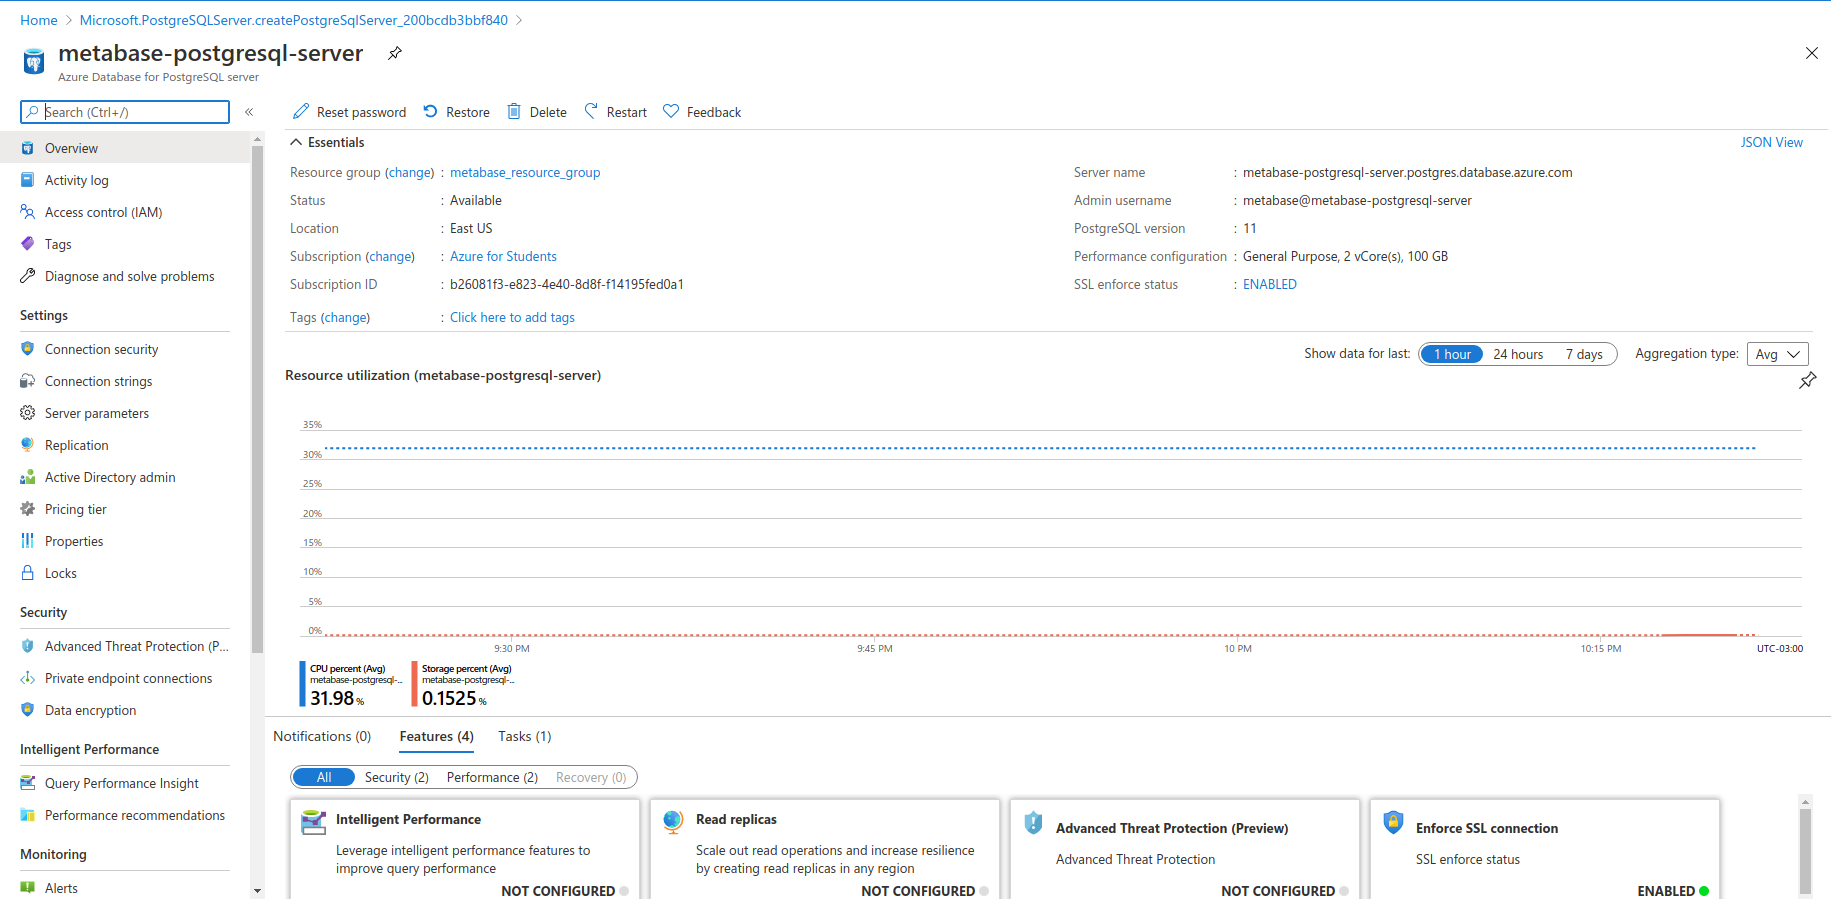 Home > Microsoft.PostgreSQLServer.createPostgreSqlServer_200bcdb3bbf840 >
metabase-postgresql-server
Azure Database for PostgreSQL server
Search (Ctrl+/)
«
Overview
Activity log
Access control (IAM)
Tags
Diagnose and solve problems
Settings
Connection security
Connection strings
Server parameters
Replication
Active Directory admin
Pricing tier
Properties
Locks
Security
Advanced Threat Protection (P...
Private endpoint connections
Data encryption
Intelligent Performance
Query Performance Insight
Performance recommendations
Monitoring
Alerts
Reset password Restore Delete Restart Feedback
Essentials
JSON View
Resource group (change) : metabase_resource_group
Status : Available
Location : East US
Subscription (change) : Azure for Students
Subscription ID : b26081f3-e823-4e40-8d8f-f14195fed0a1
Tags (change) : Click here to add tags
Server name : metabase-postgresql-server.postgres.database.azure.com
Admin username : metabase@metabase-postgresql-server
PostgreSQL version : 11
Performance configuration : General Purpose, 2 vCore(s), 100 GB
SSL enforce status : ENABLED
Show data for last: 1 hour 24 hours 7 days Aggregation type: Avg
Resource utilization (metabase-postgresql-server)
35%
30%
25%
20%
15%
10%
5%
0%
9:30 PM 9:45 PM 10 PM 10:15 PM UTC-03:00
CPU percent (Avg)
metabase-postgresql-...
31.98 %
Storage percent (Avg)
metabase-postgresql-...
0.1525 %
Notifications (0) Features (4) Tasks (1)
All Security (2) Performance (2) Recovery (0)
Intelligent Performance
Leverage intelligent performance features to
improve query performance
NOT CONFIGURED
Read replicas
Scale out read operations and increase resilience
by creating read replicas in any region
NOT CONFIGURED
Advanced Threat Protection (Preview)
Advanced Threat Protection
NOT CONFIGURED
Enforce SSL connection
SSL enforce status
ENABLED